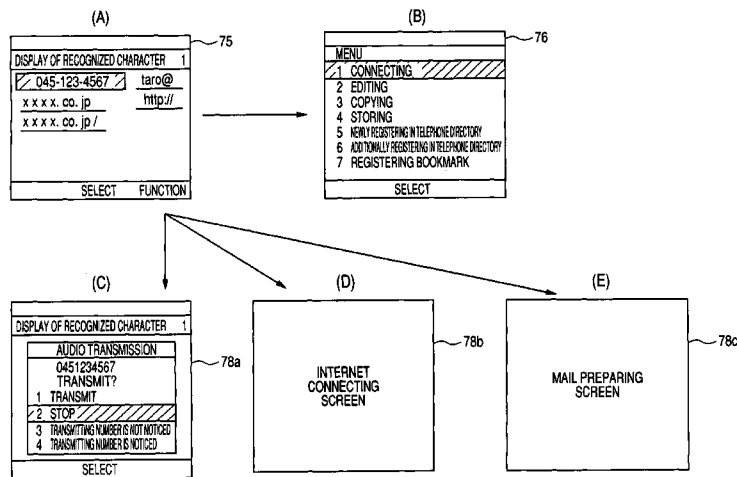 (A)
75
DISPLAY OF RECOGNIZED CHARACTER 1
045-123-4567 taro@
xxxx.co.jp http://
xxxx.co.jp/
SELECT FUNCTION
(B)
76
MENU
1 CONNECTING
2 EDITING
3 COPYING
4 STORING
5 NEWLY REGISTERING IN TELEPHONE DIRECTORY
6 ADDITIONALLY REGISTERING IN TELEPHONE DIRECTORY
7 REGISTERING BOOKMARK
SELECT
(C)
DISPLAY OF RECOGNIZED CHARACTER 1
78a
AUDIO TRANSMISSION
0451234567
TRANSMIT?
1 TRANSMIT
2 STOP
3 TRANSMITTING NUMBER IS NOT NOTICED
4 TRANSMITTING NUMBER IS NOTICED
SELECT
(D)
78b
INTERNET
CONNECTING
SCREEN
(E)
78c
MAIL PREPARING
SCREEN